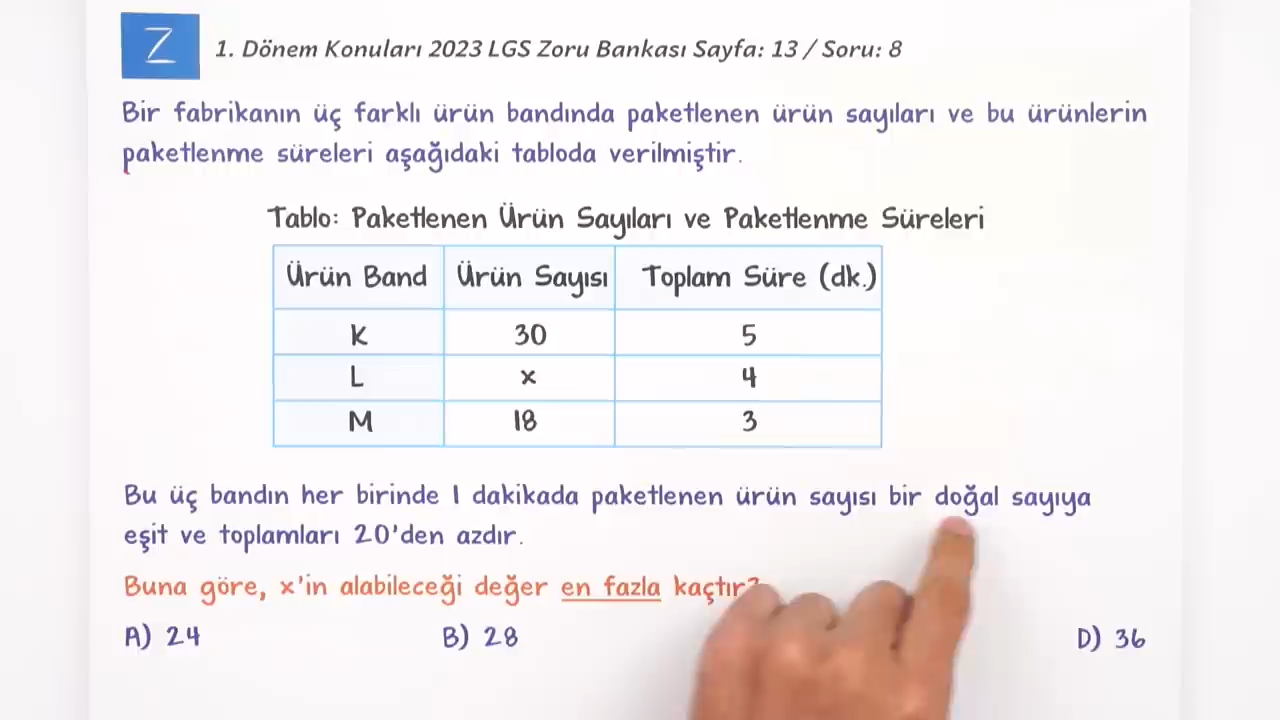 Z
1. Dönem Konuları 2023 LGS Zoru Bankası Sayfa: 13 / Soru: 8
Bir fabrikanın üç farklı ürün bandında paketlenen ürün sayıları ve bu ürünlerin
paketlenme süreleri aşağıdaki tabloda verilmiştir.
Tablo: Paketlenen Ürün Sayıları ve Paketlenme Süreleri
Ürün Band Ürün Sayısı Toplam Süre (dk.)
K 30 5
L x 4
M 18 3
Bu üç bandın her birinde 1 dakikada paketlenen ürün sayısı bir doğal sayıya
eşit ve toplamları 20'den azdır.
Buna göre, x'in alabileceği değer en fazla kaçtır?
A) 24 B) 28 D) 36